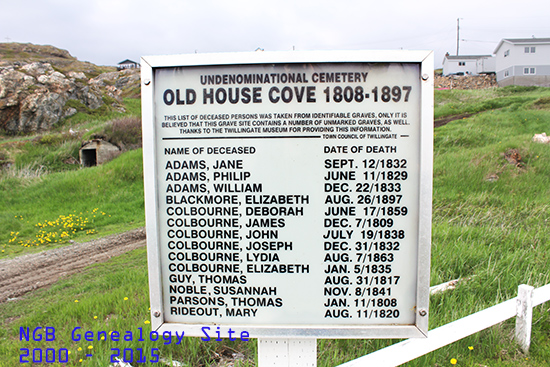 UNDENOMINATIONAL CEMETERY
OLD HOUSE COVE 1808-1897
THIS LIST OF DECEASED PERSONS WAS TAKEN FROM IDENTIFIABLE GRAVES, ONLY IT IS
BELIEVED THAT THIS GRAVE SITE CONTAINS A NUMBER OF UNMARKED GRAVES, AS WELL.
THANKS TO THE TWILLINGATE MUSEUM FOR PROVIDING THIS INFORMATION.
TOWN COUNCIL OF TWILLINGATE
NAME OF DECEASED DATE OF DEATH
ADAMS, JANE SEPT. 12/1832
ADAMS, PHILIP JUNE 11/1829
ADAMS, WILLIAM DEC. 22/1833
BLACKMORE, ELIZABETH AUG. 26/1897
COLBOURNE, DEBORAH JUNE 17/1859
COLBOURNE, JAMES DEC. 7/1809
COLBOURNE, JOHN JULY 19/1838
COLBOURNE, JOSEPH DEC. 31/1832
COLBOURNE, LYDIA AUG. 7/1863
COLBOURNE, ELIZABETH JAN. 5/1835
GUY, THOMAS AUG. 31/1817
NOBLE, SUSANNAH NOV. 8/1841
PARSONS, THOMAS JAN. 11/1808
RIDEOUT, MARY AUG. 11/1820
NGB Genealogy Site
2000 - 2015